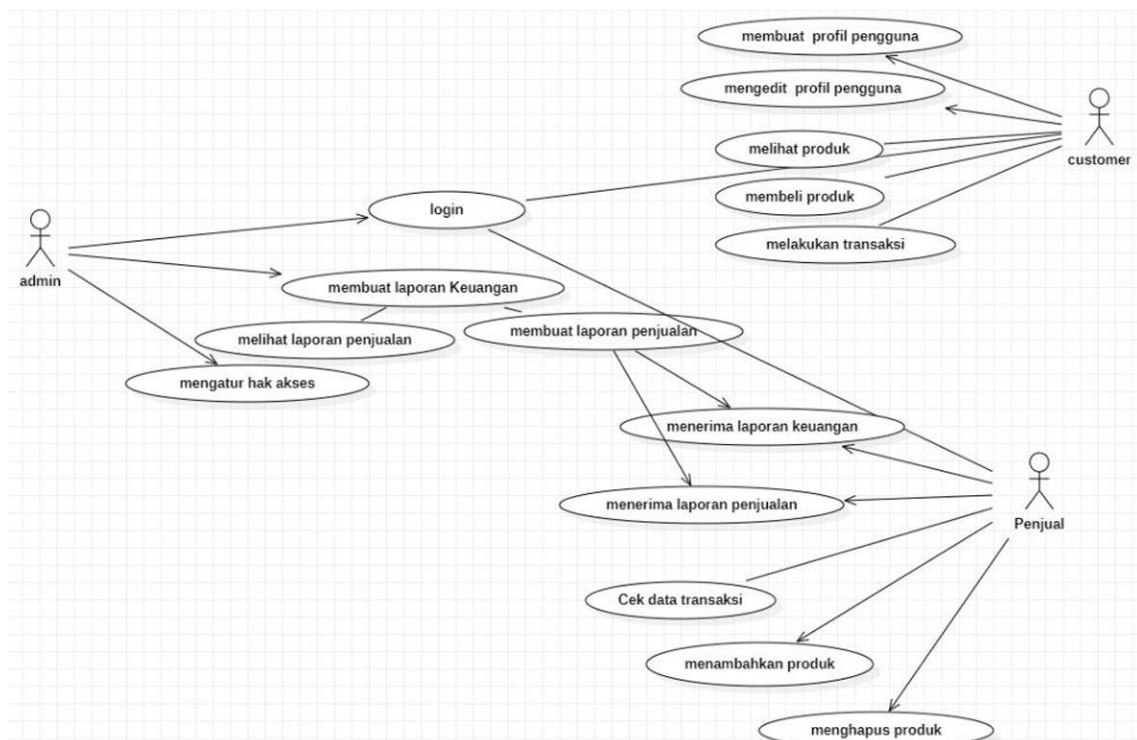 membuat profil pengguna
mengedit profil pengguna
customer
melihat produk
membeli produk
login
melakukan transaksi
admin
membuat laporan Keuangan
membuat laporan penjualan
melihat laporan penjualan
mengatur hak akses
menerima laporan keuangan
menerima laporan penjualan
Penjual
Cek data transaksi
menambahkan produk
menghapus produk